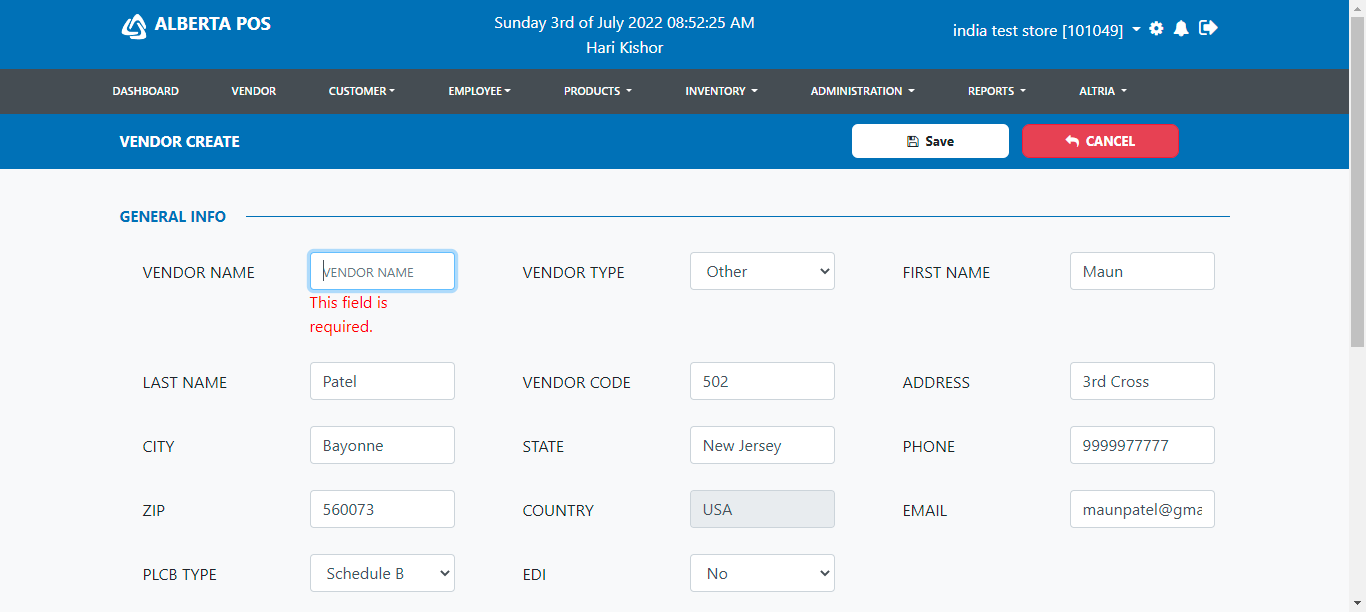 ALBERTA POS
Sunday 3rd of July 2022 08:52:25 AM
Hari Kishor
india test store [101049]
DASHBOARD VENDOR CUSTOMER EMPLOYEE PRODUCTS INVENTORY ADMINISTRATION REPORTS ALTRIA
VENDOR CREATE Save CANCEL
GENERAL INFO
VENDOR NAME VENDOR NAME VENDOR TYPE Other FIRST NAME Maun
This field is
required.
LAST NAME Patel VENDOR CODE 502 ADDRESS 3rd Cross
CITY Bayonne STATE New Jersey PHONE 9999977777
ZIP 560073 COUNTRY USA EMAIL maunpatel@gma
PLCB TYPE Schedule B EDI No